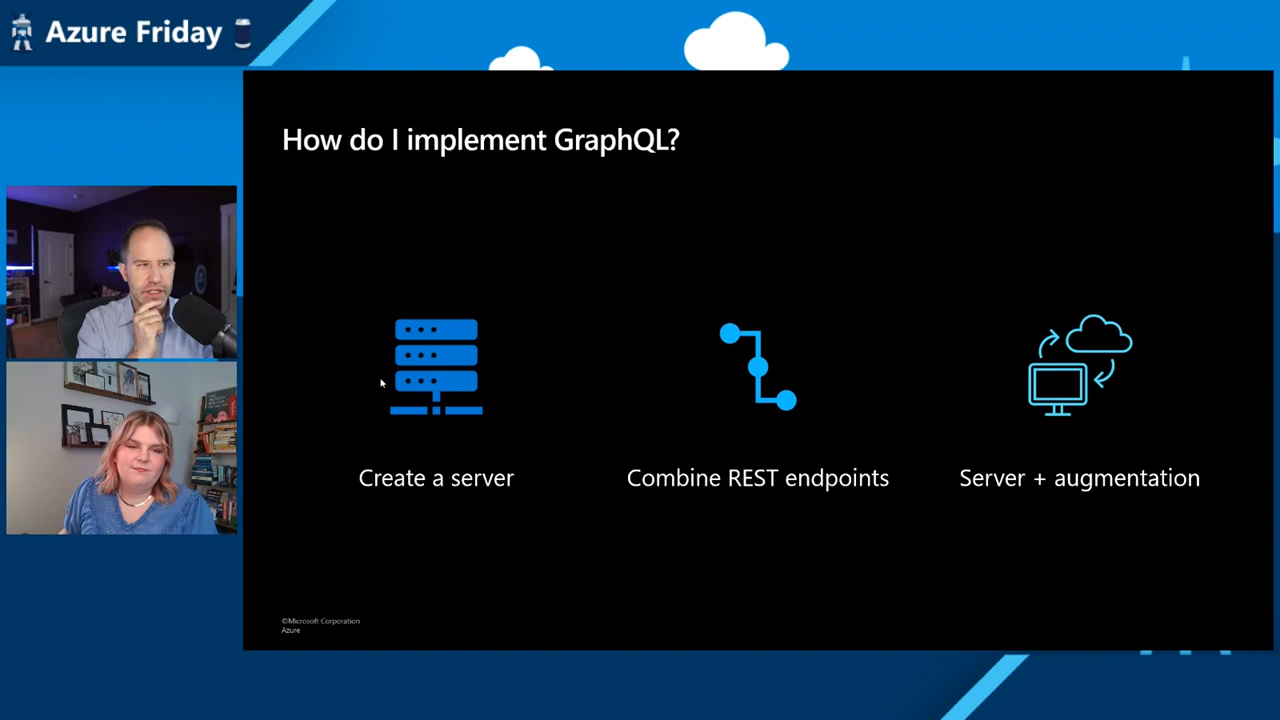 Azure Friday
How do I implement GraphQL?
Create a server
Combine REST endpoints
Server + augmentation
©Microsoft Corporation
Azure